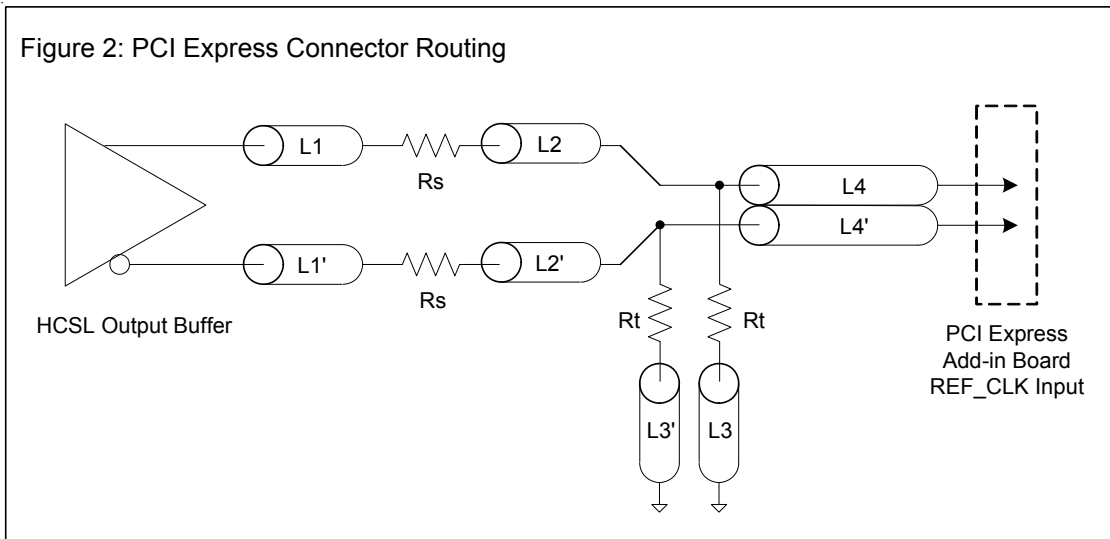 Figure 2: PCI Express Connector Routing
L1
Rs
L2
L4
L4'
L1'
Rs
L2'
HCSL Output Buffer
Rt
Rt
L3'
L3
PCI Express
Add-in Board
REF_CLK Input